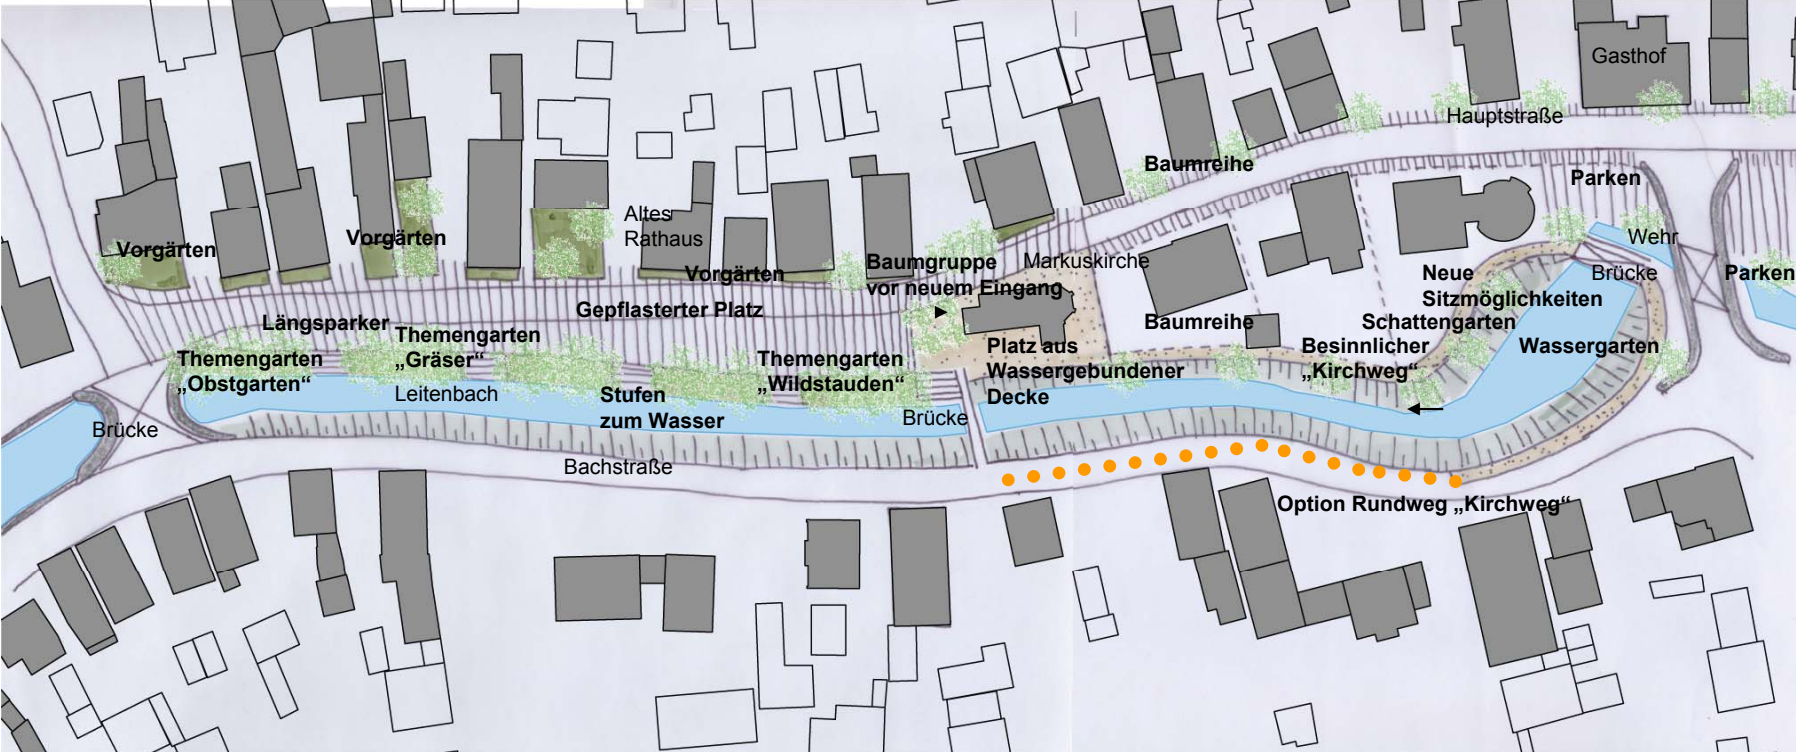 Gasthof
Hauptstraße
Baumreihe
Parken
Altes
Rathaus
Vorgärten
Vorgärten
Vorgärten
Baumgruppe
vor neuem Eingang
Markuskirche
Wehr
Brücke
Parken
Neue
Sitzmöglichkeiten
Gepflasterter Platz
Längsparker
Baumreihe
Schattengarten
Themengarten
„Obstgarten“
Themengarten
„Gräser“
Themengarten
„Wildstauden“
Platz aus
Wassergebundener
Decke
Besinnlicher
„Kirchweg“
Wassergarten
Leitenbach
Stufen
zum Wasser
Brücke
Brücke
Bachstraße
Option Rundweg „Kirchweg“